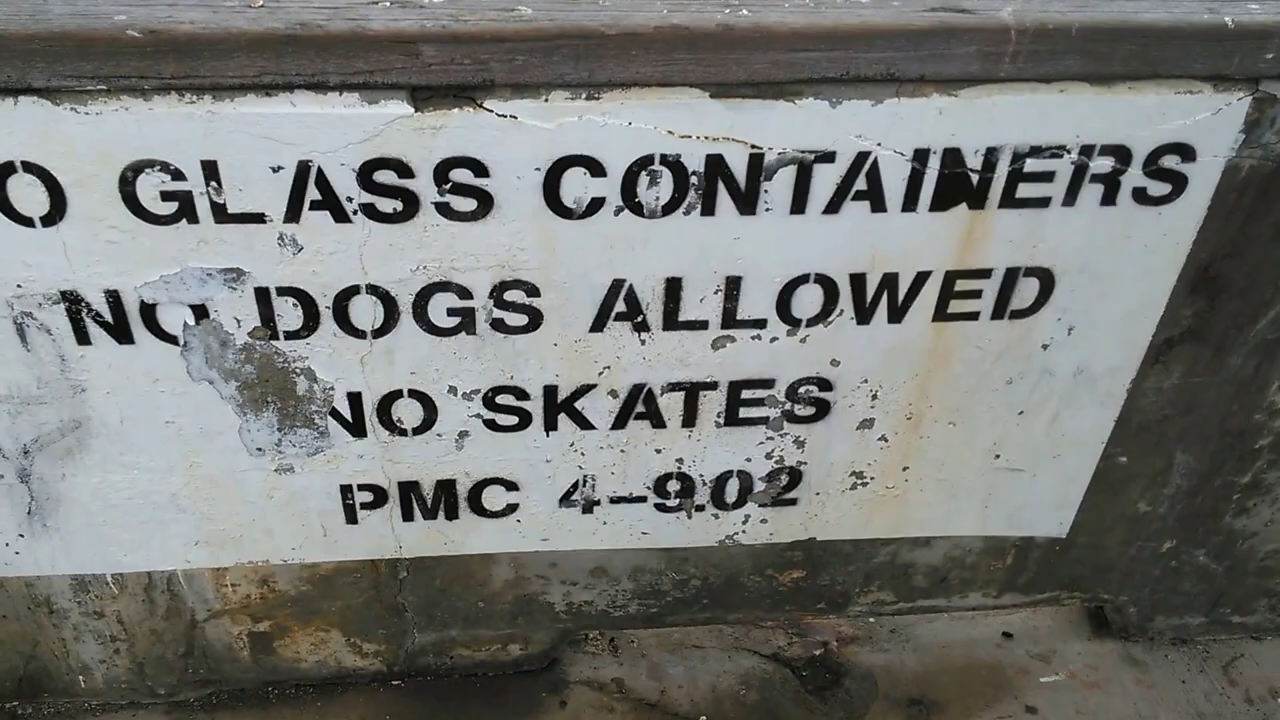 O GLASS CONTAINERS
NO DOGS ALLOWED
NO SKATES
PMC 4-9.02